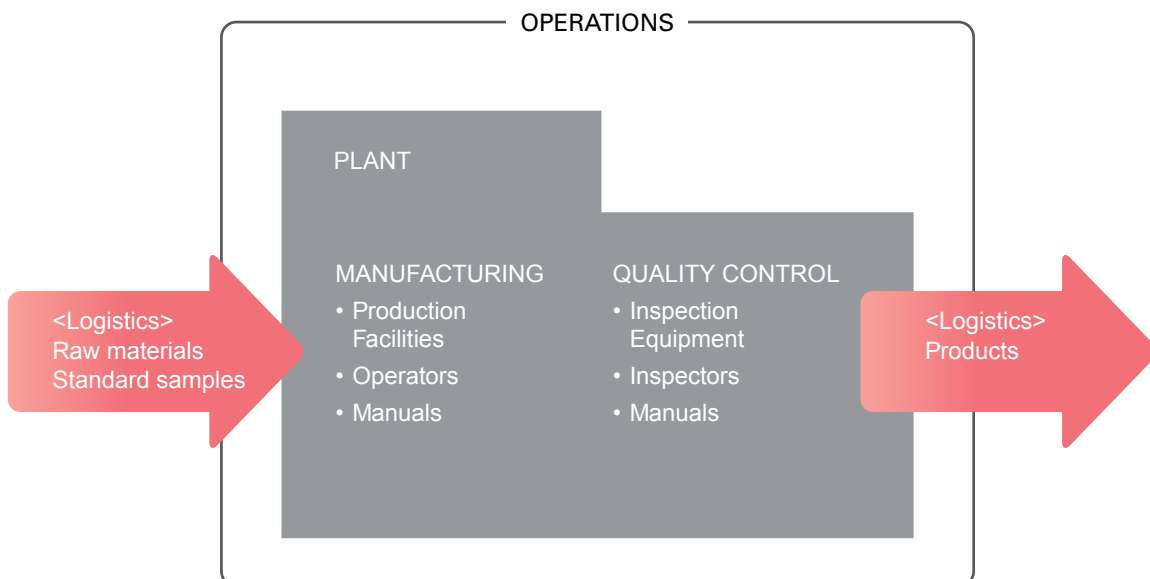 OPERATIONS
PLANT
MANUFACTURING
• Production
Facilities
• Operators
• Manuals
QUALITY CONTROL
• Inspection
Equipment
• Inspectors
• Manuals
<Logistics>
Raw materials
Standard samples
<Logistics>
Products